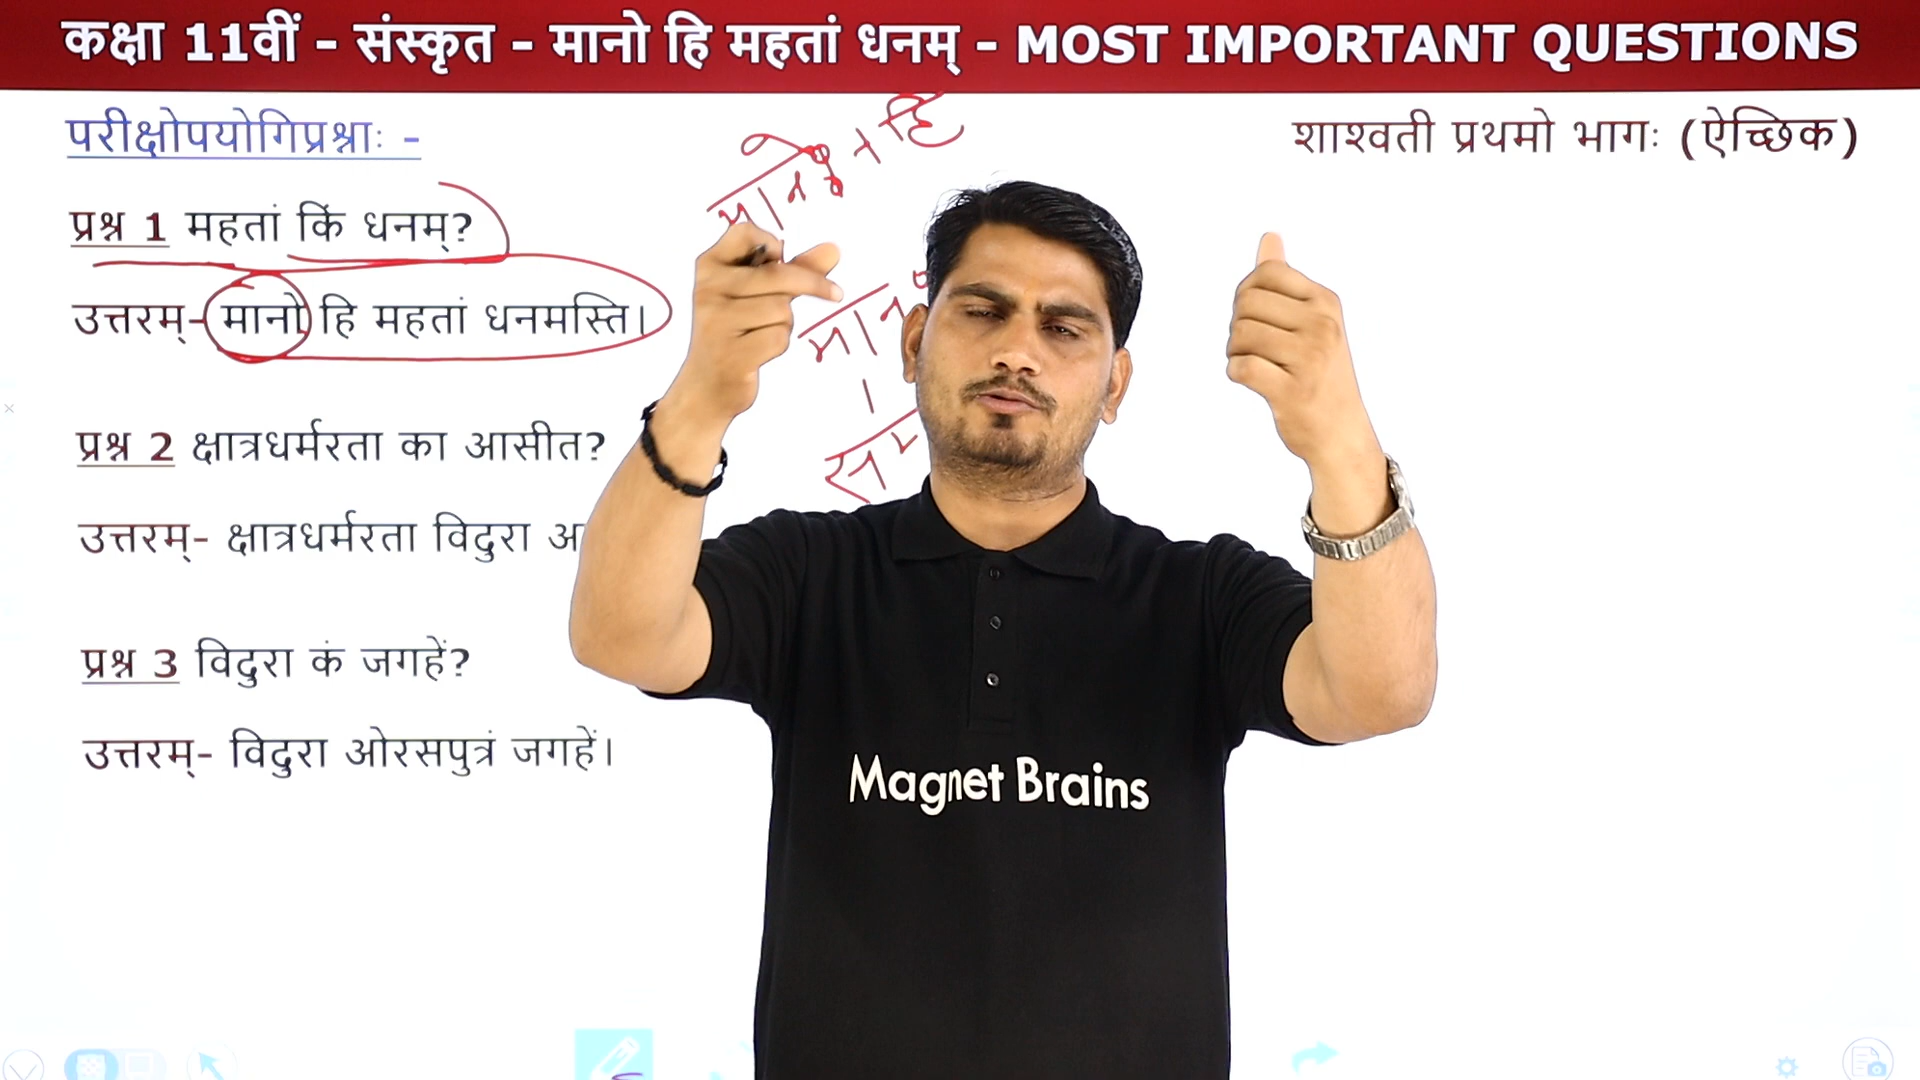 कक्षा 11वीं - संस्कृत - मानो हि महतां धनम् - MOST IMPORTANT QUESTIONS
परीक्षोपयोगिप्रश्नाः -
शाश्वती प्रथमो भागः (ऐच्छिक)
प्रश्न 1 महतां किं धनम्?
उत्तरम्- मानो हि महतां धनमस्ति।
+ हि
प्रश्न 2 क्षात्रधर्मरता का आसीत?
उत्तरम्- क्षात्रधर्मरता विदुरा
प्रश्न 3 विदुरा कं जगहें?
उत्तरम्- विदुरा ओरसपुत्रं जगहें।
Magnet Brains